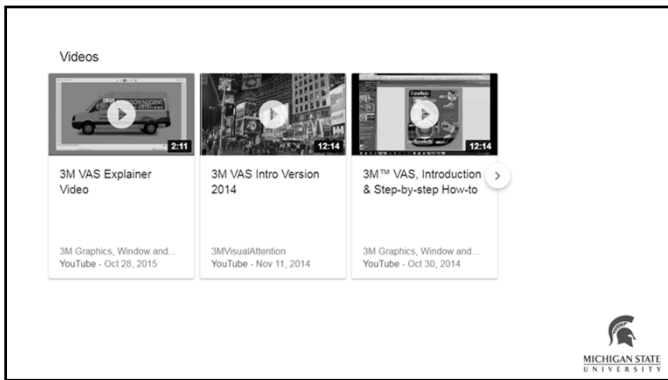 Videos
2:11
12:14
12:14
3M VAS Explainer
Video
3M VAS Intro Version
2014
3M™ VAS, Introduction
& Step-by-step How-to
3M Graphics, Window and...
YouTube - Oct 28, 2015
3MVisualAttention
YouTube - Nov 11, 2014
3M Graphics, Window and...
YouTube - Oct 30, 2014
MICHIGAN STATE
UNIVERSITY